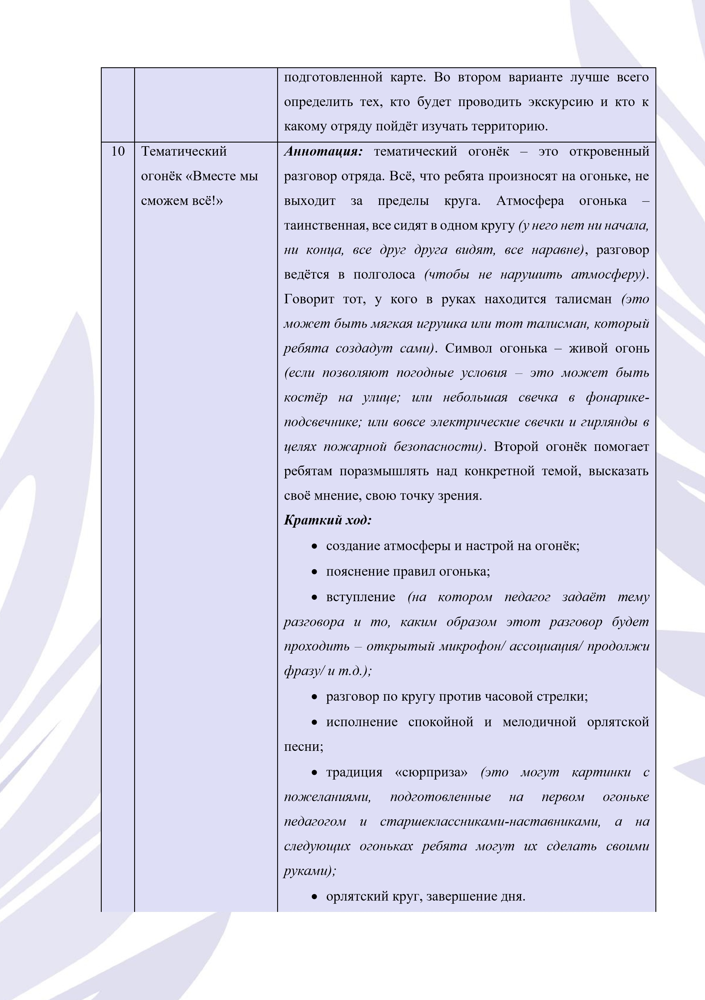 подготовленной карте. Во втором варианте лучше всего
определить тех, кто будет проводить экскурсию и кто к
какому отряду пойдёт изучать территорию.
10
Тематический
огонёк «Вместе мы
сможем всё!»
Аннотация: тематический огонёк – это откровенный
разговор отряда. Всё, что ребята произносят на огоньке, не
выходит за пределы круга. Атмосфера огонька –
таинственная, все сидят в одном кругу (у него нет ни начала,
ни конца, все друг друга видят, все наравне), разговор
ведётся в полголоса (чтобы не нарушить атмосферу).
Говорит тот, у кого в руках находится талисман (это
может быть мягкая игрушка или тот талисман, который
ребята создадут сами). Символ огонька – живой огонь
(если позволяют погодные условия – это может быть
костёр на улице; или небольшая свечка в фонарике-
подсвечнике; или вовсе электрические свечки и гирлянды в
целях пожарной безопасности). Второй огонёк помогает
ребятам поразмышлять над конкретной темой, высказать
своё мнение, свою точку зрения.
Краткий ход:
• создание атмосферы и настрой на огонёк;
• пояснение правил огонька;
• вступление (на котором педагог задаёт тему
разговора и то, каким образом этот разговор будет
проходить – открытый микрофон/ ассоциация/ продолжи
фразу/ и т.д.);
• разговор по кругу против часовой стрелки;
• исполнение спокойной и мелодичной орлятской
песни;
• традиция «сюрприза» (это могут картинки с
пожеланиями, подготовленные на первом огоньке
педагогом и старшеклассниками-наставниками, а на
следующих огоньках ребята могут их сделать своими
руками);
• орлятский круг, завершение дня.